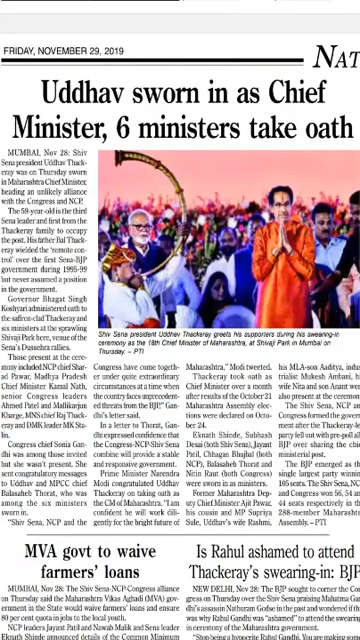 FRIDAY, NOVEMBER 29, 2019
NAT
Uddhav sworn in as Chief
Minister, 6 ministers take oath
MUMBAI, Nov 28: Shiv
Sena president Uddhav Thack-
eray was on Thursday sworn
in Maharashtra Chief Minister,
heading an unlikely alliance
with the Congress and NCP.
The 59-year-old is the third
Sena leader and first from the
Thackeray family to occupy
the post. His father Bal Thack-
eray wielded the 'remote con-
trol' over the first Sena-BJP
government during 1995-99
but never assumed a position
in the government.
Governor Bhagat Singh
Koshyari administered oath to
the saffron-clad Thackeray and
six ministers at the sprawling
Shivaji Park here, venue of the
Sena's Dussehra rallies.
Those present at the cere-
mony included NCP chief Shar-
ad Pawar, Madhya Pradesh
Chief Minister Kamal Nath,
senior Congress leaders
Ahmed Patel and Mallikarjun
Kharge, MNS chief Raj Thack-
eray and DMK leader MK Sta-
lin.
Congress chief Sonia Gan-
dhi was among those invited
but she wasn't present. She
sent congratulatory messages
to Uddhav and MPCC chief
Balasaheb Thorat, who was
among the six ministers
sworn in.
"Shiv Sena, NCP and the
Shiv Sena president Uddhav Thackeray greets his supporters during his swearing-in
ceremony as the 18th Chief Minister of Maharashtra, at Shivaji Park in Mumbai on
Thursday. – PTI
Congress have come togeth-
er under quite extraordinary
circumstances at a time when
the country faces unprecedent-
ed threats from the BJP," Gan-
dhi's letter said.
In a letter to Thorat, Gan-
dhi expressed confidence that
the Congress-NCP-Shiv Sena
combine will provide a stable
and responsive government.
Prime Minister Narendra
Modi congratulated Uddhav
Thackeray on taking oath as
the CM of Maharashtra. "I am
confident he will work dili-
gently for the bright future of
Maharashtra," Modi tweeted.
Thackeray took oath as
Chief Minister over a month
after results of the October 21
Maharashtra Assembly elec-
tions were declared on Octo-
ber 24.
Eknath Shinde, Subhash
Desai (both Shiv Sena), Jayant
Patil, Chhagan Bhujbal (both
NCP), Balasaheb Thorat and
Nitin Raut (both Congress)
were sworn in as ministers.
Former Maharashtra Dep-
uty Chief Minister Ajit Pawar,
his cousin and MP Supriya
Sule, Uddhav's wife Rashmi,
his MLA-son Aaditya, indus-
trialist Mukesh Ambani, his
wife Nita and son Anant were
also present at the ceremony.
The Shiv Sena, NCP and
Congress formed the govern-
ment after the Thackeray-led
party fell out with pre-poll ally
BJP over sharing the chief
ministerial post.
The BJP emerged as the
single largest party winning
105 seats. The Shiv Sena, NCP
and Congress won 56, 54 and
44 seats respectively in the
288-member Maharashtra
Assembly. – PTI
MVA govt to waive
farmers' loans
MUMBAI, Nov 28: The Shiv Sena-NCP-Congress alliance
on Thursday said the Maharashtra Vikas Aghadi (MVA) gov-
ernment in the State would waive farmers' loans and ensure
80 per cent quota in jobs to the local youth.
NCP leaders Jayant Patil and Nawab Malik and Sena leader
Eknath Shinde announced details of the Common Minimum
Is Rahul ashamed to attend
Thackeray's swearing-in: BJP
NEW DELHI, Nov 28: The BJP sought to corner the Con-
gress on Thursday over the Shiv Sena praising Mahatma Gan-
dhi's assassin Nathuram Godse in the past and wondered if this
was why Rahul Gandhi was "ashamed" to attend the swearing-
in ceremony of the Maharashtra government.
"Stop being a hypocrite Rahul Gandhi. You are making us